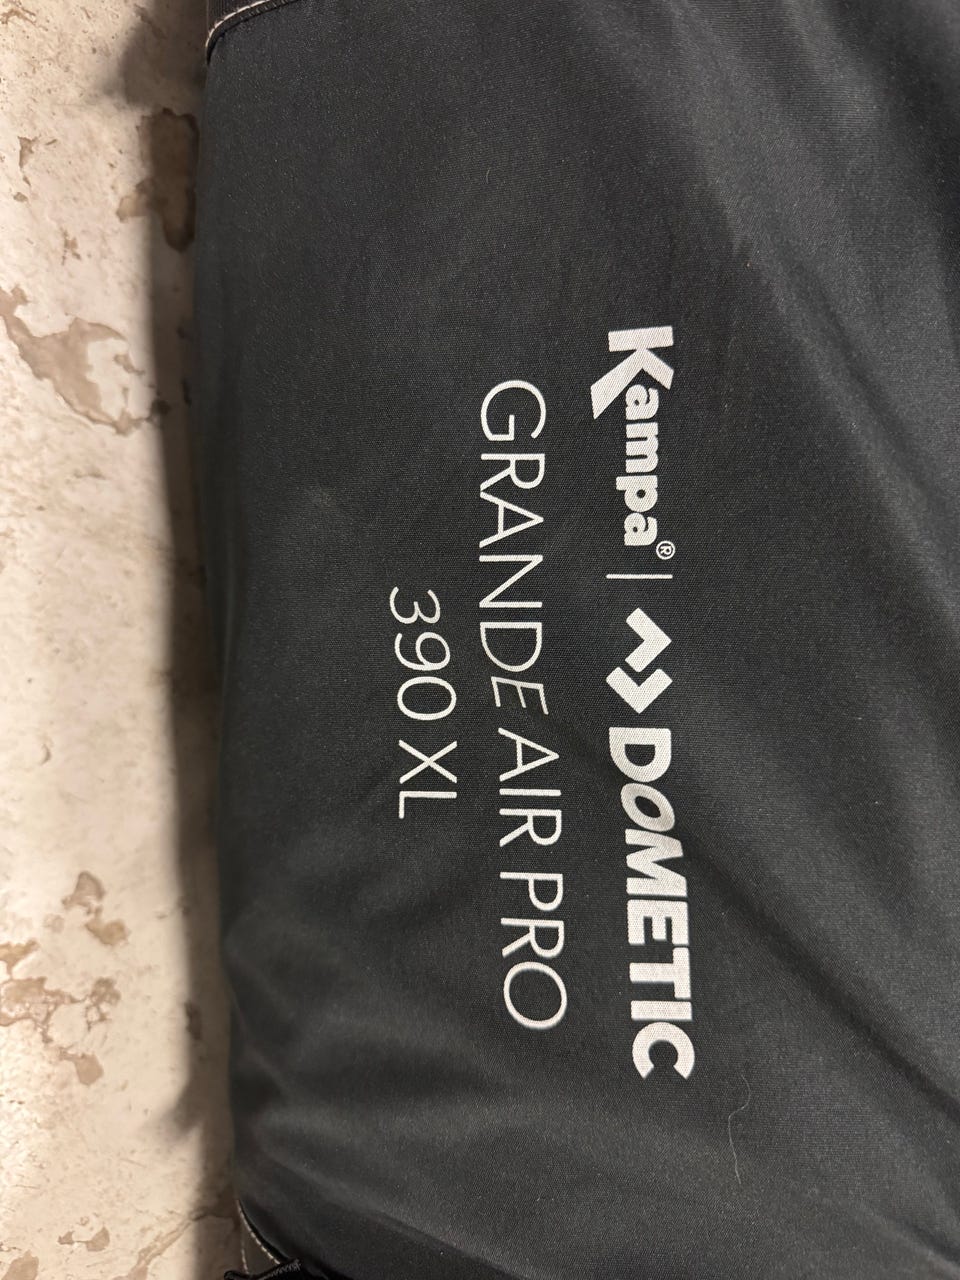 Kampa® | DOMETIC
GRANDE AIR PRO
390 XL